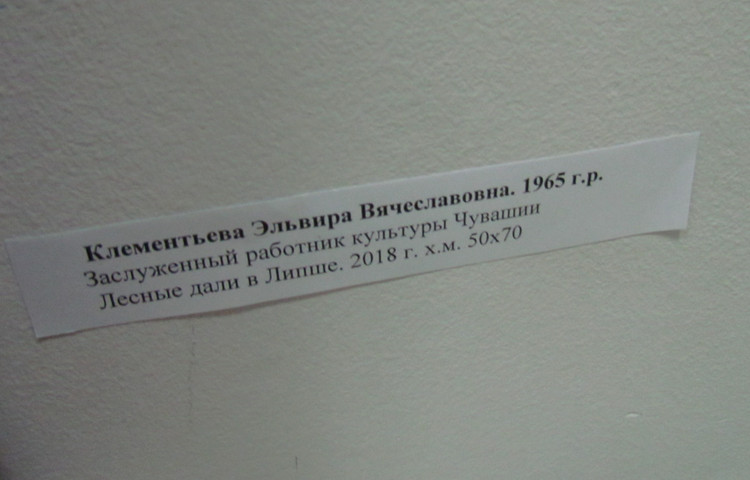 Клементьева Эльвира Вячеславовна. 1965 г.р.
Заслуженный работник культуры Чувашии
Лесные дали в Липше. 2018 г. х.м. 50х70